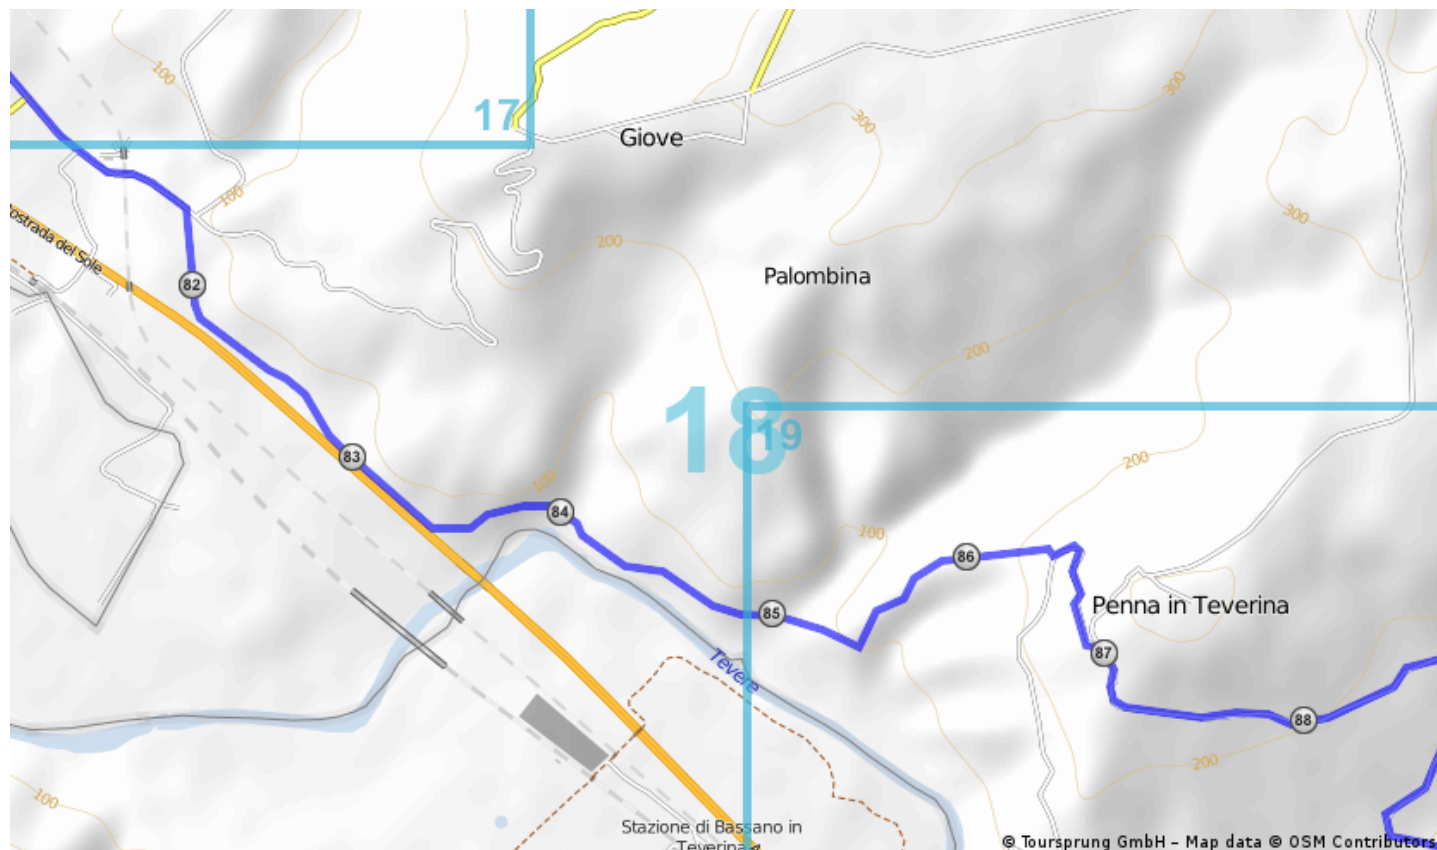 100
17
300
300
Giove
100
300
200
ostrada del Sole
Palombina
82
200
18
19
83
200
100
84
100
86
85
Penna in Teverina
87
Tevere
88
200
100
Stazione di Bassano in
Teverina
© Toursprung GmbH – Map data © OSM Contributors